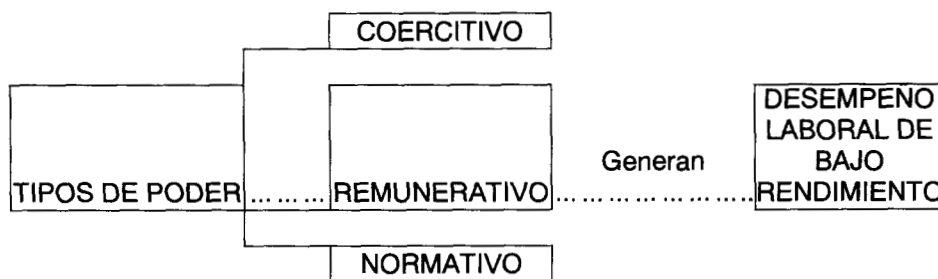 COERCITIVO
DESEMPEÑO
LABORAL DE
Generan BAJO
TIPOS DE PODER ... ... ... REMUNERATIVO ... ... ... ... ... ... ... .. RENDIMIENTO
NORMATIVO